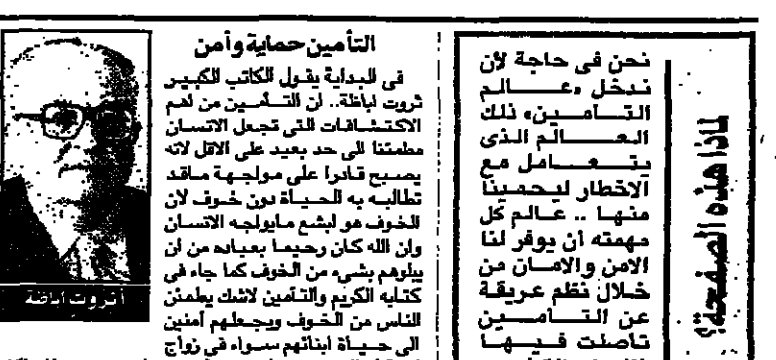 لماذا هذه الصفحة؟
نحن فى حاجة لأن
ندخل «عالم
التأمين» ذلك
العالم الذى
يتعامل مع
الاخطار ليحمينا
منها .. عالم كل
مهمته أن يوفر لنا
الامن والامان من
خلال نظم عريقة
عن التأمين
تأصلت فيها
التأمين حماية وأمن
فى البداية يقول الكاتب الكبير
ثروت اباظة.. ان التأمين من اهم
الاكتشافات التى تجعل الانسان
مطمئنا الى حد بعيد على الاقل لانه
يصبح قادرا على مواجهة ماقد
تطالبه به الحياة دون خوف لان
الخوف هو ابشع مايواجه الانسان
وان الله كان رحيما بعباده من ان
يبلوهم بشىء من الخوف كما جاء فى
كتابه الكريم والتأمين لاشك يطمئن
الناس من الخوف ويجعلهم آمنين
الى حياة ابنائهم سواء فى زواج
ثروت اباظة